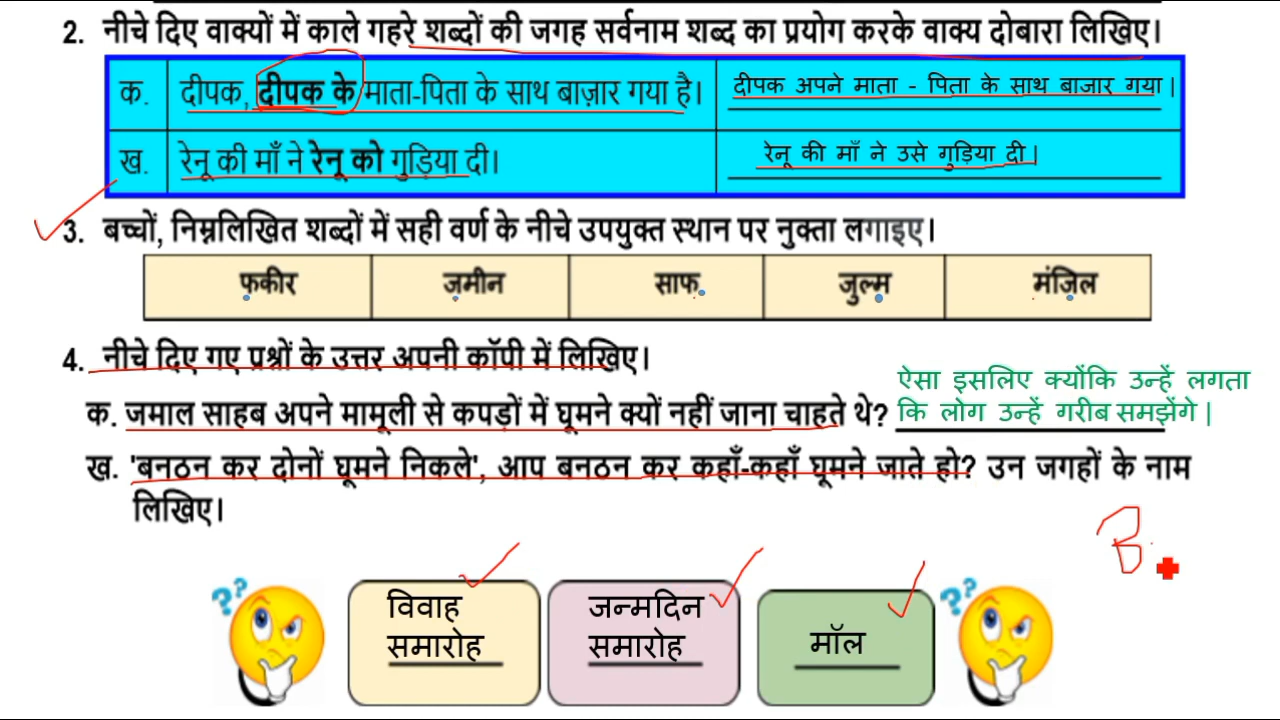 2. नीचे दिए वाक्यों में काले गहरे शब्दों की जगह सर्वनाम शब्द का प्रयोग करके वाक्य दोबारा लिखिए।
क. दीपक, दीपक के माता-पिता के साथ बाज़ार गया है। दीपक अपने माता - पिता के साथ बाजार गया |
ख. रेनू की माँ ने रेनू को गुड़िया दी। रेनू की माँ ने उसे गुड़िया दी |
3. बच्चों, निम्नलिखित शब्दों में सही वर्ण के नीचे उपयुक्त स्थान पर नुक्ता लगाइए।
फकीर जमीन साफ जुल्म मंजिल
4. नीचे दिए गए प्रश्नों के उत्तर अपनी कॉपी में लिखिए।
ऐसा इसलिए क्योंकि उन्हें लगता
क. जमाल साहब अपने मामूली से कपड़ों में घूमने क्यों नहीं जाना चाहते थे? कि लोग उन्हें गरीब समझेंगे |
ख. 'बनठन कर दोनों घूमने निकले', आप बनठन कर कहाँ-कहाँ घूमने जाते हो? उन जगहों के नाम
लिखिए।
?? विवाह जन्मदिन ??
समारोह समारोह मॉल